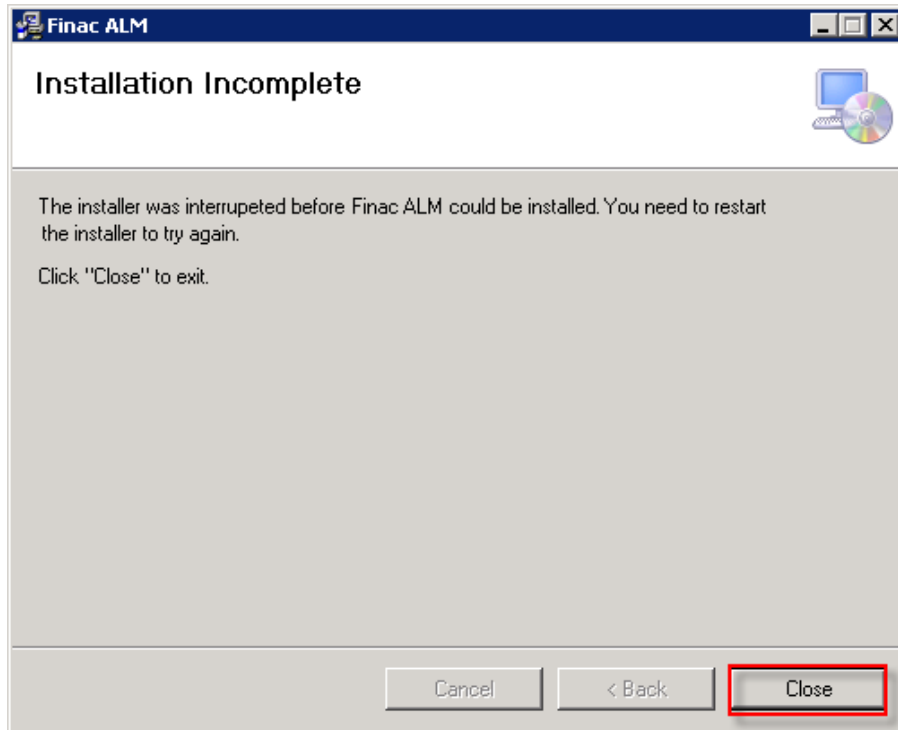 Finac ALM
Installation Incomplete
The installer was interrupeted before Finac ALM could be installed. You need to restart
the installer to try again.
Click "Close" to exit.
Cancel
< Back
Close